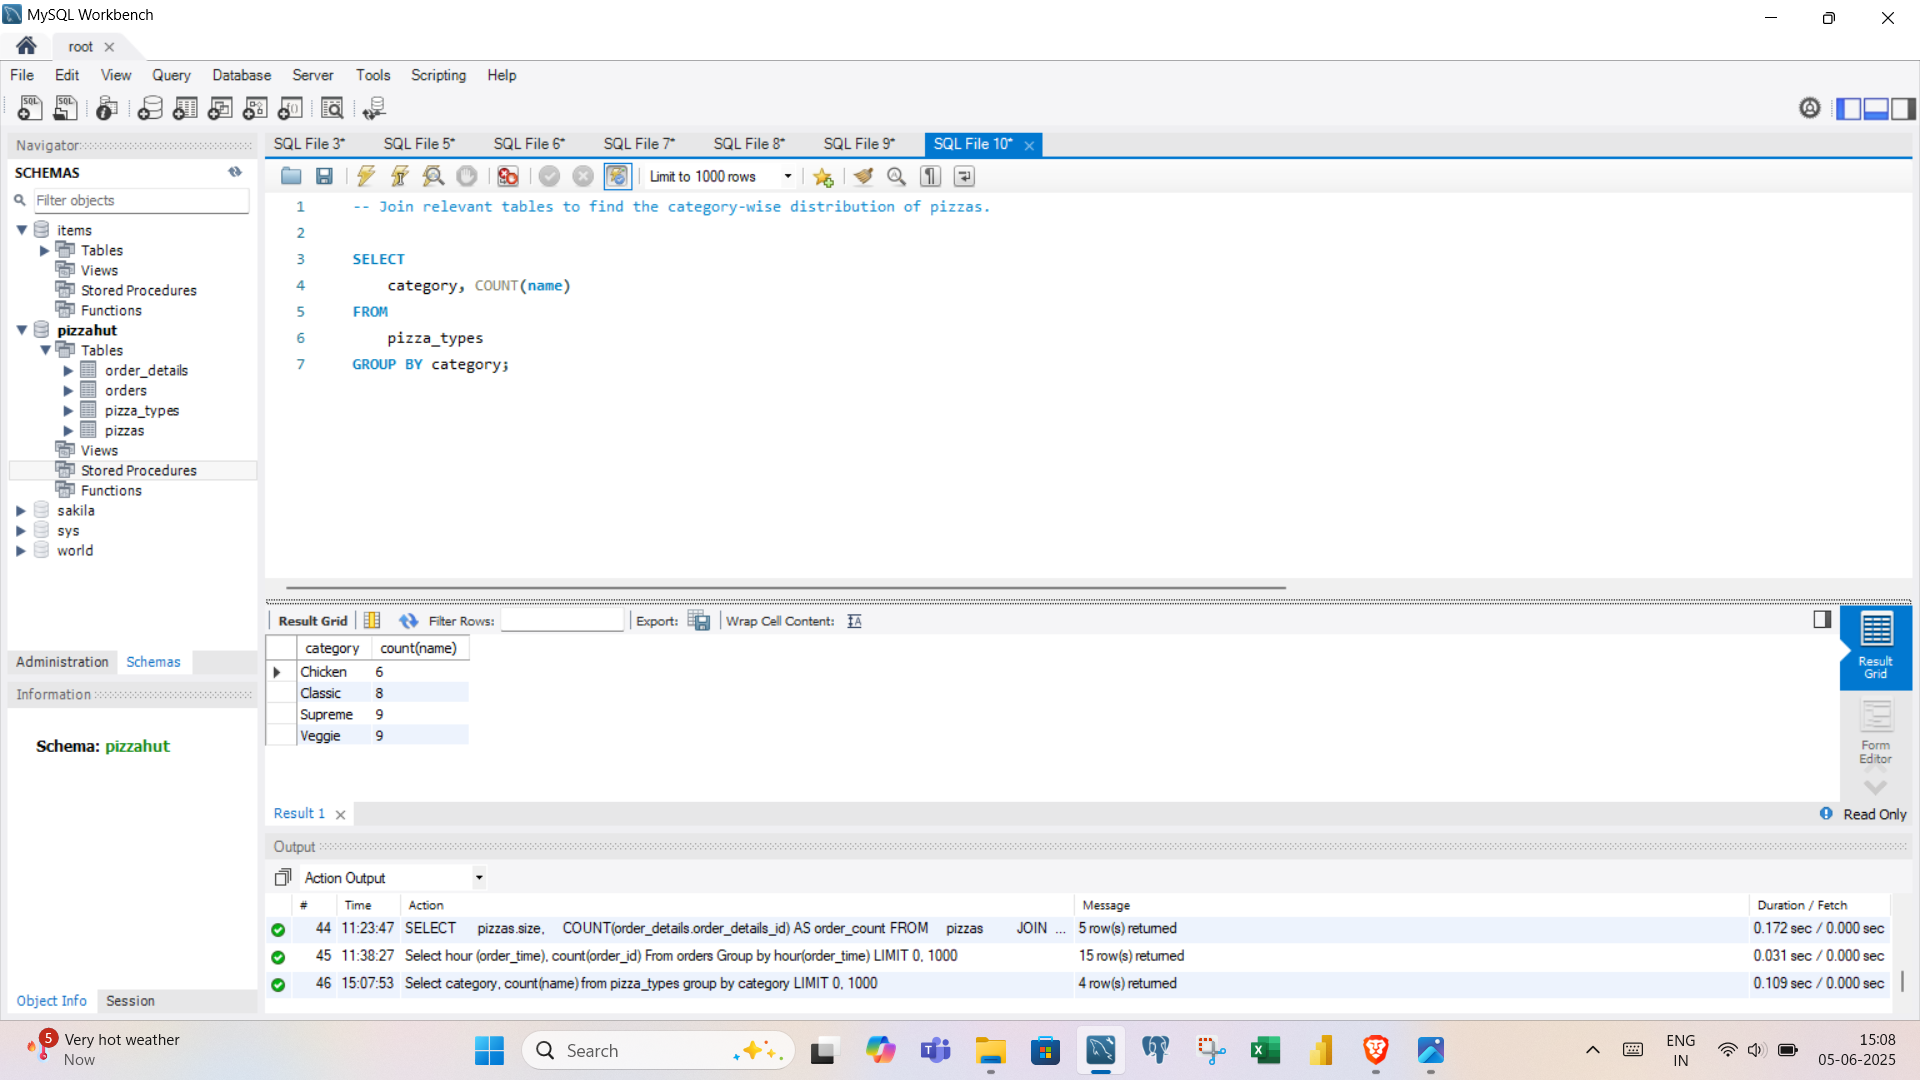 MySQL Workbench
root
File Edit View Query Database Server Tools Scripting Help
Navigator
SCHEMAS
Filter objects
items
Tables
Views
Stored Procedures
Functions
pizzahut
Tables
order_details
orders
pizza_types
pizzas
Views
Stored Procedures
Functions
sakila
sys
world
Administration Schemas
Information
Schema: pizzahut
Object Info Session
SQL File 3* SQL File 5* SQL File 6* SQL File 7* SQL File 8* SQL File 9* SQL File 10*
Limit to 1000 rows
1 -- Join relevant tables to find the category-wise distribution of pizzas.
2
3 SELECT
4 category, COUNT(name)
5 FROM
6 pizza_types
7 GROUP BY category;
Result Grid Filter Rows: Export: Wrap Cell Content:
category count(name)
Chicken 6
Classic 8
Supreme 9
Veggie 9
Result Grid
Form Editor
Result 1 Read Only
Output
Action Output
# Time Action Message Duration / Fetch
44 11:23:47 SELECT pizzas.size, COUNT(order_details.order_details_id) AS order_count FROM pizzas JOIN ... 5 row(s) returned 0.172 sec / 0.000 sec
45 11:38:27 Select hour (order_time), count(order_id) From orders Group by hour(order_time) LIMIT 0, 1000 15 row(s) returned 0.031 sec / 0.000 sec
46 15:07:53 Select category, count(name) from pizza_types group by category LIMIT 0, 1000 4 row(s) returned 0.109 sec / 0.000 sec
5 Very hot weather
Now
Search
ENG
IN
15:08
05-06-2025